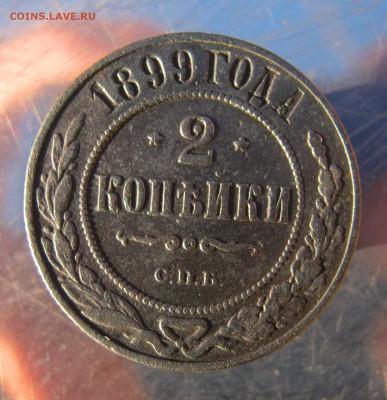 COINS.LAVE.RU
1899 ГОДА
2
КОПѢЙКИ
С.П.Б.